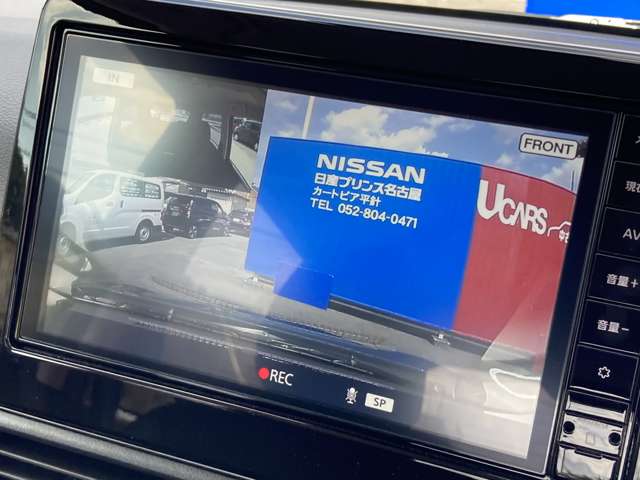 IN
FRONT
NISSAN
日産プリンス名古屋
カートピア平針
TEL 052-804-0471
UCARS
REC
SP
現
AV
音量+
音量-